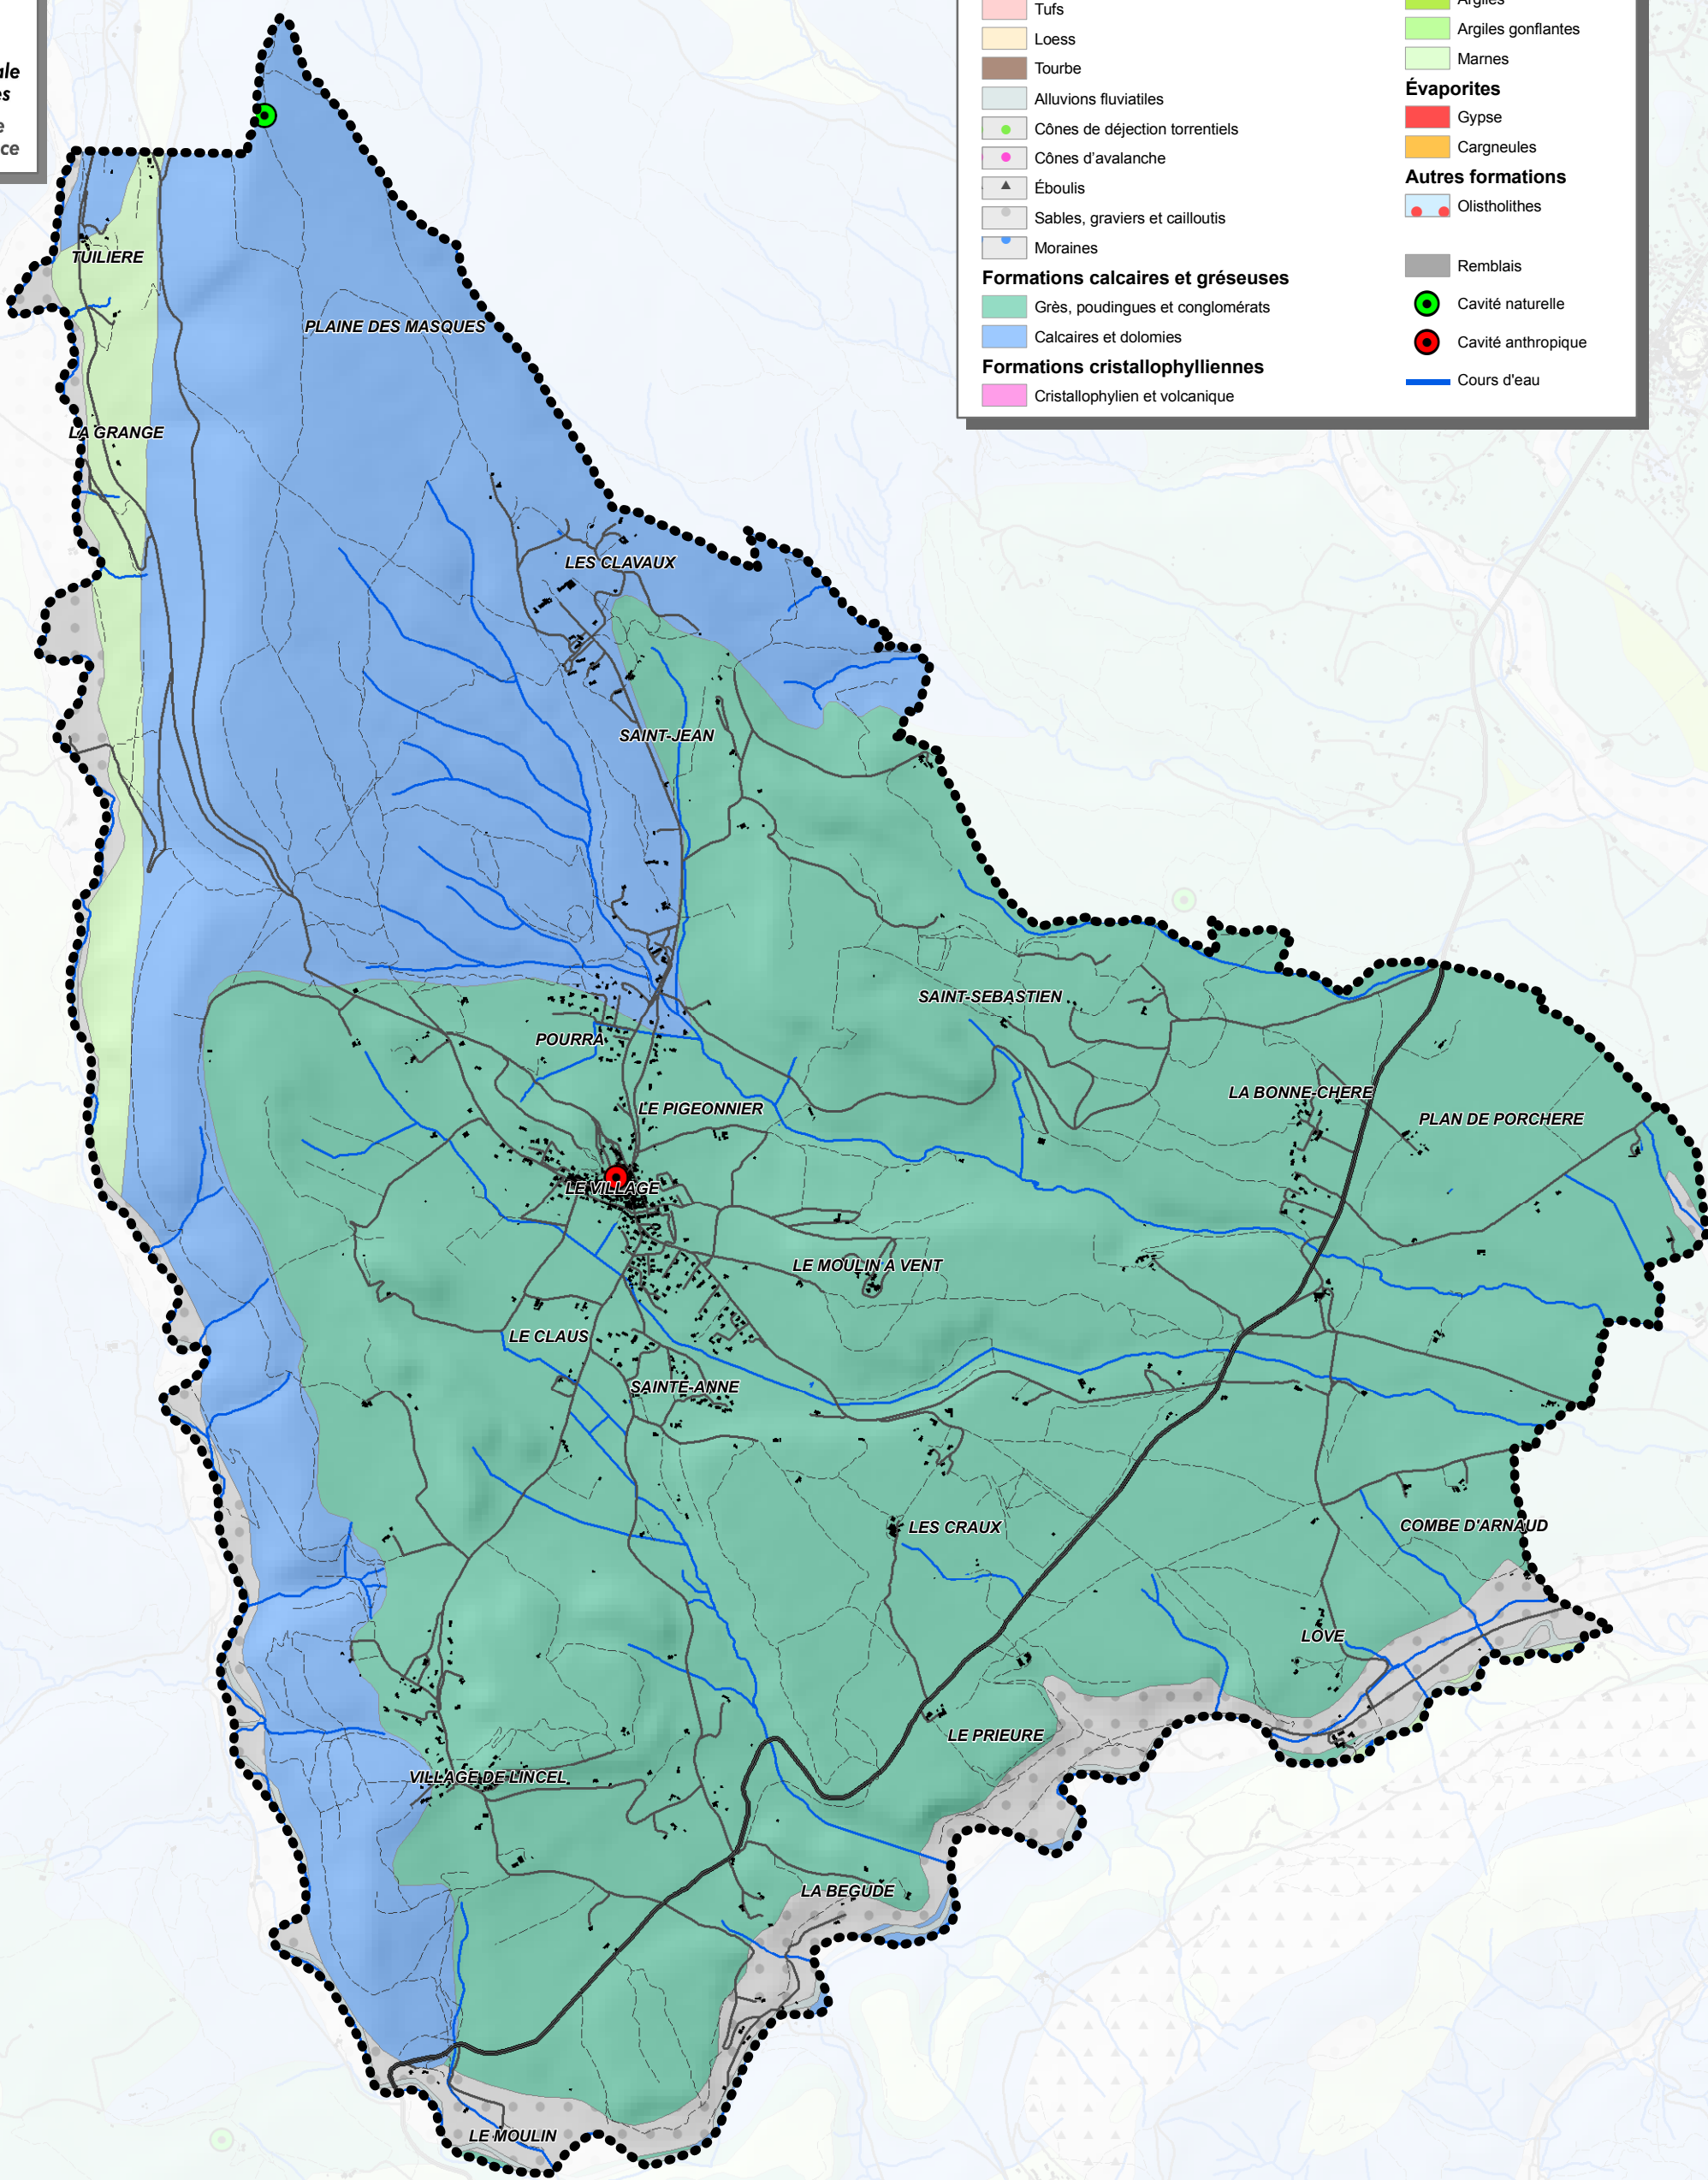 Tufs
Loess
Tourbe
Alluvions fluviatiles
Cônes de déjection torrentiels
Cônes d'avalanche
Éboulis
Sables, graviers et cailloutis
Moraines
Formations calcaires et gréseuses
Grès, poudingues et conglomérats
Calcaires et dolomies
Formations cristallophylliennes
Cristallophylien et volcanique
Argiles
Argiles gonflantes
Marnes
Évaporites
Gypse
Cargneules
Autres formations
Olistholithes
Remblais
Cavité naturelle
Cavité anthropique
Cours d'eau
TUILIERE
PLAINE DES MASQUES
LA GRANGE
LES CLAVAUX
SAINT-JEAN
SAINT-SEBASTIEN
POURRA
LA BONNE-CHERE
LE PIGEONNIER
PLAN DE PORCHERE
LE VILLAGE
LE MOULIN A VENT
LE CLAUS
SAINTE-ANNE
LES CRAUX
COMBE D'ARNAUD
LOVE
LE PRIEURE
VILLAGE DE LINCEL
LA BEGUDE
LE MOULIN